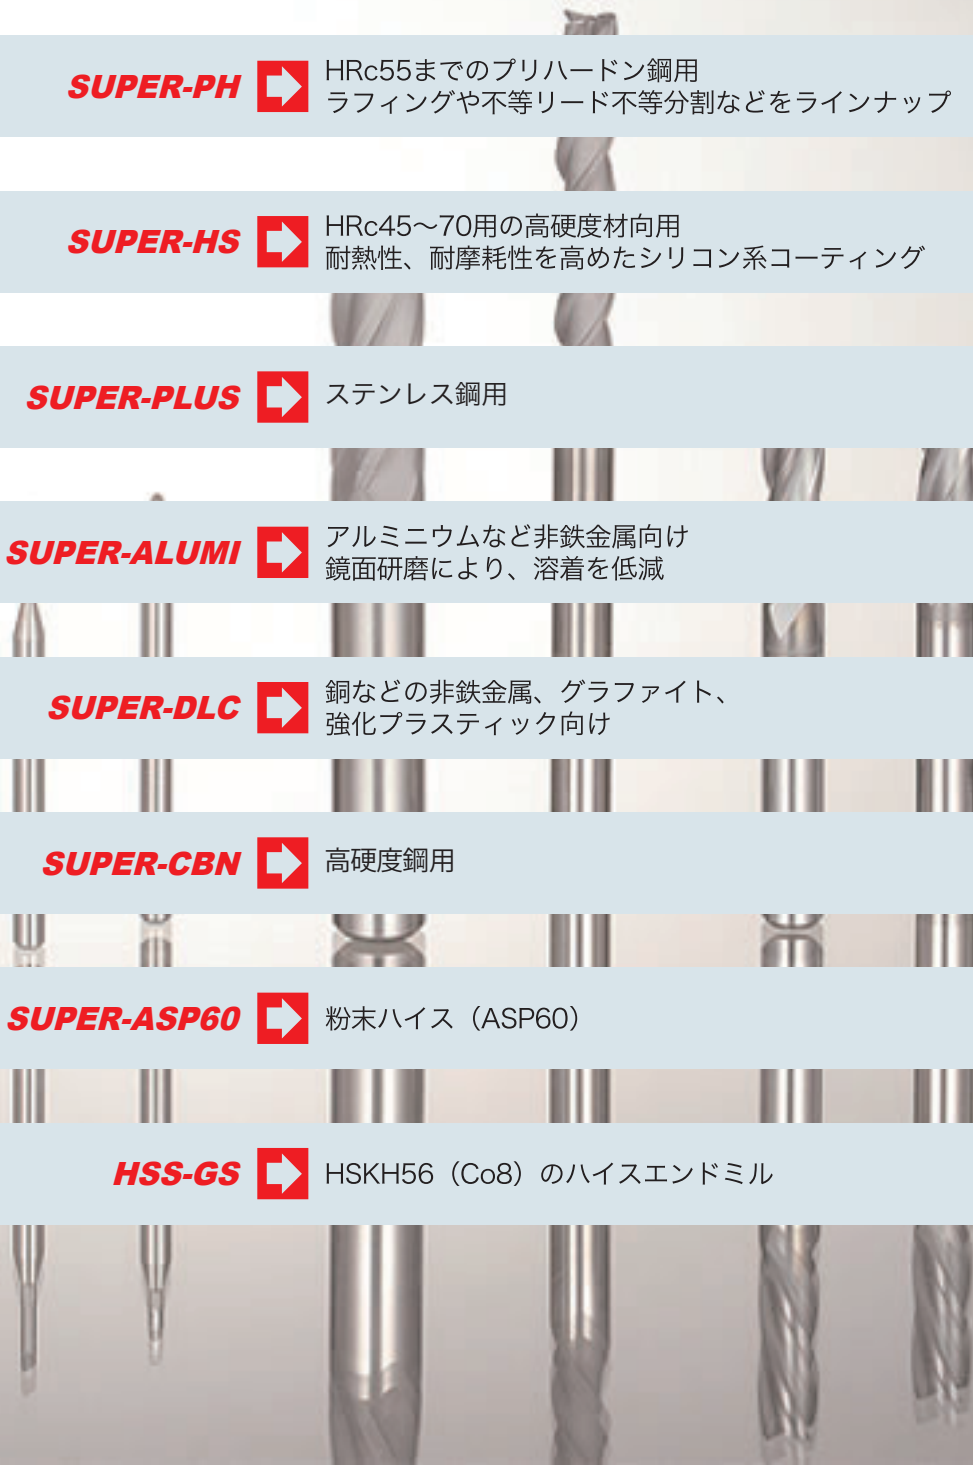 SUPER-PH
HRc55までのプリハードン鋼用
ラフィングや不等リード不等分割などをラインナップ
SUPER-HS
HRc45～70用の高硬度材向用
耐熱性、耐摩耗性を高めたシリコン系コーティング
SUPER-PLUS
ステンレス鋼用
SUPER-ALUMI
アルミニウムなど非鉄金属向け
鏡面研磨により、溶着を低減
SUPER-DLC
銅などの非鉄金属、グラファイト、
強化プラスティック向け
SUPER-CBN
高硬度鋼用
SUPER-ASP60
粉末ハイス（ASP60）
HSS-GS
HSKH56（Co8）のハイスエンドミル